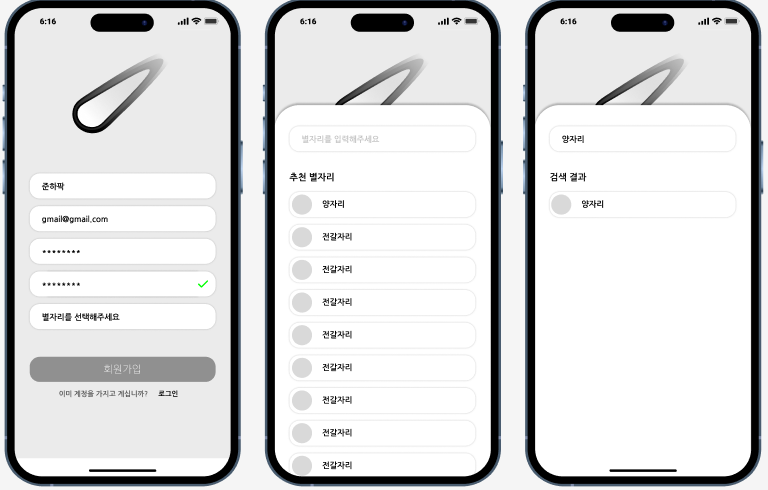 6:16
준하짝
gmail@gmail.com
********
********
별자리를 선택해주세요
회원가입
이미 계정을 가지고 계십니까? 로그인
6:16
별자리를 입력해주세요
추천 별자리
양자리
전갈자리
전갈자리
전갈자리
전갈자리
전갈자리
전갈자리
전갈자리
전갈자리
6:16
양자리
검색 결과
양자리